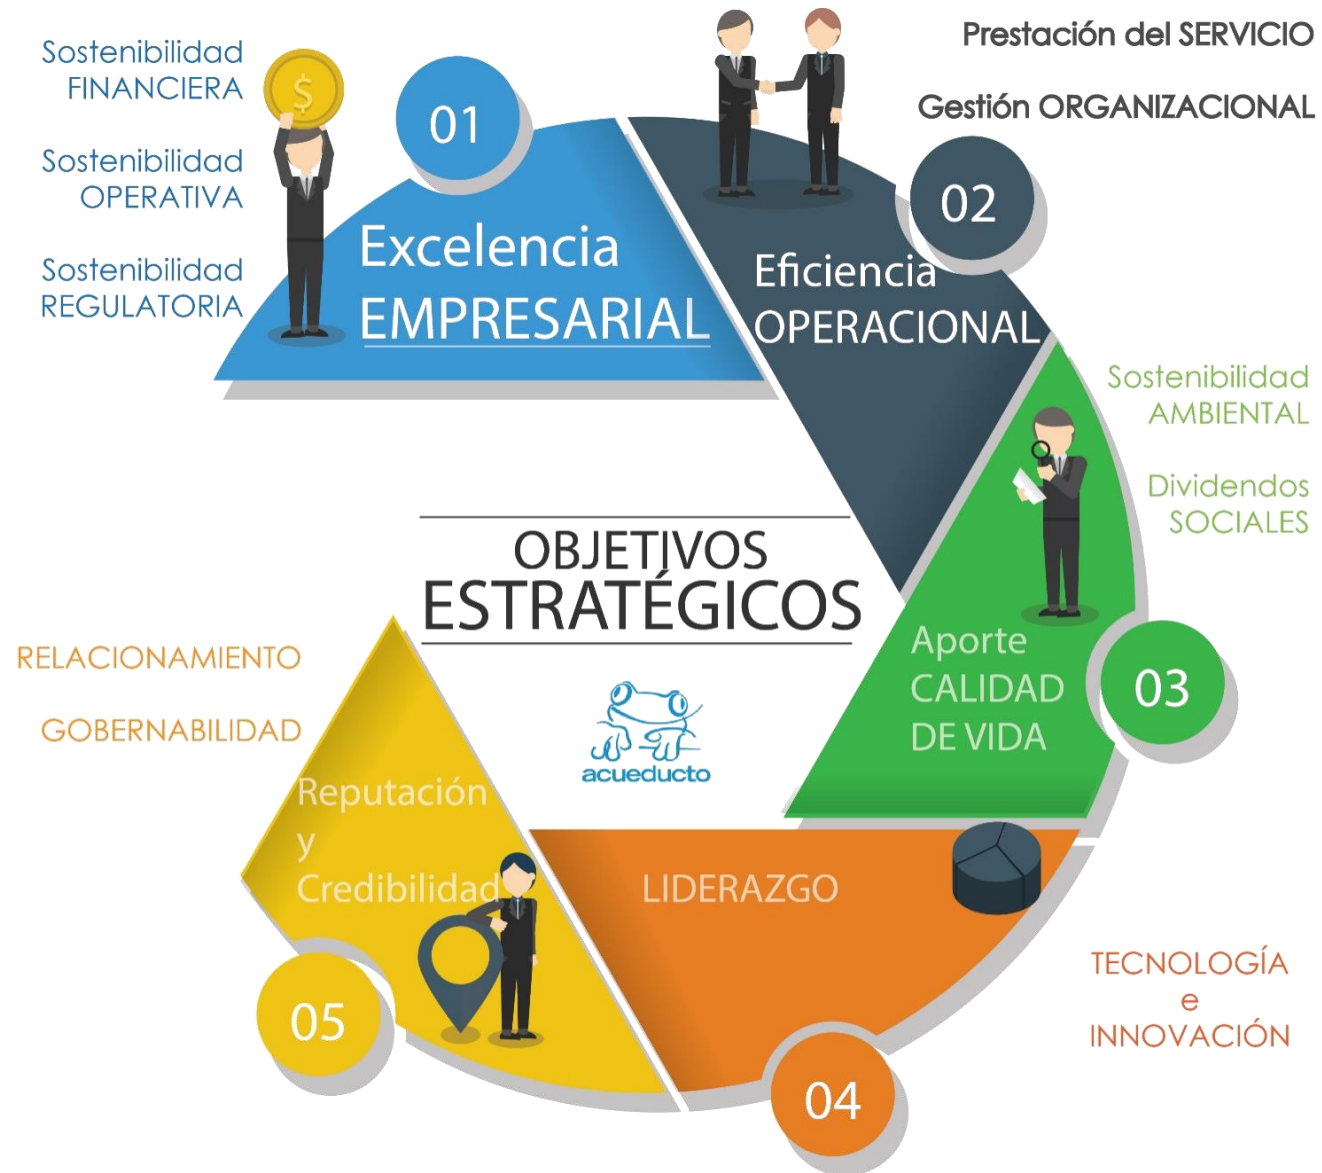 Sostenibilidad
FINANCIERA
Sostenibilidad
OPERATIVA
Sostenibilidad
REGULATORIA
$
01
Excelencia
EMPRESARIAL
Prestación del SERVICIO
Gestión ORGANIZACIONAL
02
Eficiencia
OPERACIONAL
Sostenibilidad
AMBIENTAL
Dividendos
SOCIALES
Aporte
CALIDAD
DE VIDA
03
OBJETIVOS
ESTRATÉGICOS
acueducto
LIDERAZGO
TECNOLOGÍA
e
INNOVACIÓN
04
RELACIONAMIENTO
GOBERNABILIDAD
Reputación
y
Credibilidad
05